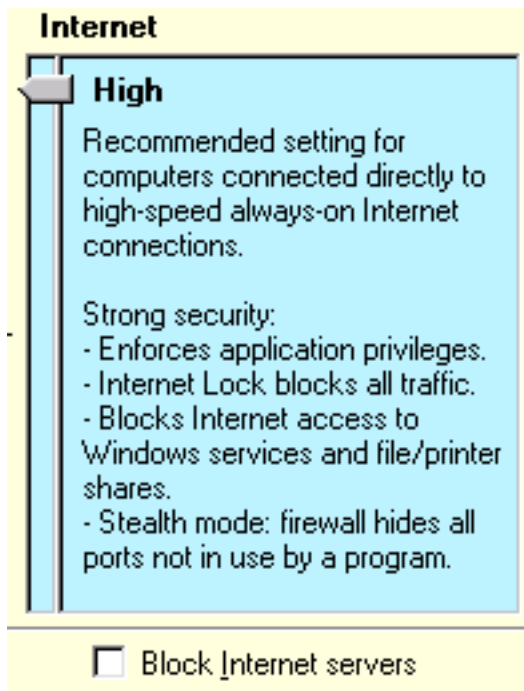 Internet
High
Recommended setting for
computers connected directly to
high-speed always-on Internet
connections.
Strong security:
- Enforces application privileges.
- Internet Lock blocks all traffic.
- Blocks Internet access to
Windows services and file/printer
shares.
- Stealth mode: firewall hides all
ports not in use by a program.
Block Internet servers